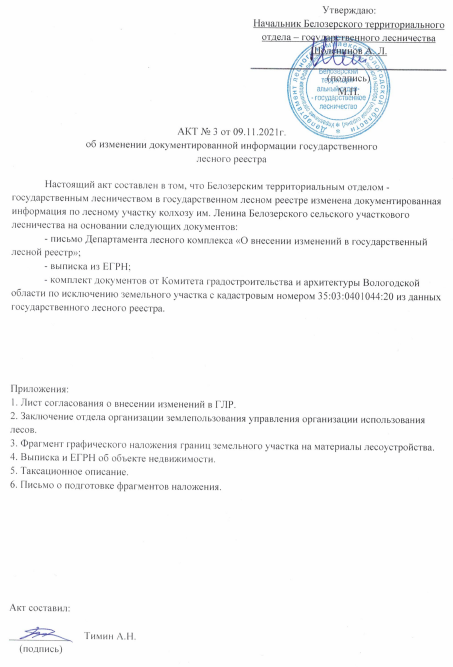 Утверждаю:
Начальник Белозерского территориального
отдела – государственного лесничества
А. Л.
(подпись)
М.П.
Белозерский
территори-
альный отдел
- государственное
лесничество
АКТ № 3 от 09.11.2021г.
об изменении документированной информации государственного
лесного реестра
Настоящий акт составлен в том, что Белозерским территориальным отделом -
государственным лесничеством в государственном лесном реестре изменена документированная
информация по лесному участку колхозу им. Ленина Белозерского сельского участкового
лесничества на основании следующих документов:
- письмо Департамента лесного комплекса «О внесении изменений в государственный
лесной реестр»;
- выписка из ЕГРН;
- комплект документов от Комитета градостроительства и архитектуры Вологодской
области по исключению земельного участка с кадастровым номером 35:03:0401044:20 из данных
государственного лесного реестра.
Приложения:
1. Лист согласования о внесении изменений в ГЛР.
2. Заключение отдела организации землепользования управления организации использования
лесов.
3. Фрагмент графического наложения границ земельного участка на материалы лесоустройства.
4. Выписка и ЕГРН об объекте недвижимости.
5. Таксационное описание.
6. Письмо о подготовке фрагментов наложения.
Акт составил:
Тимин А.Н.
(подпись)